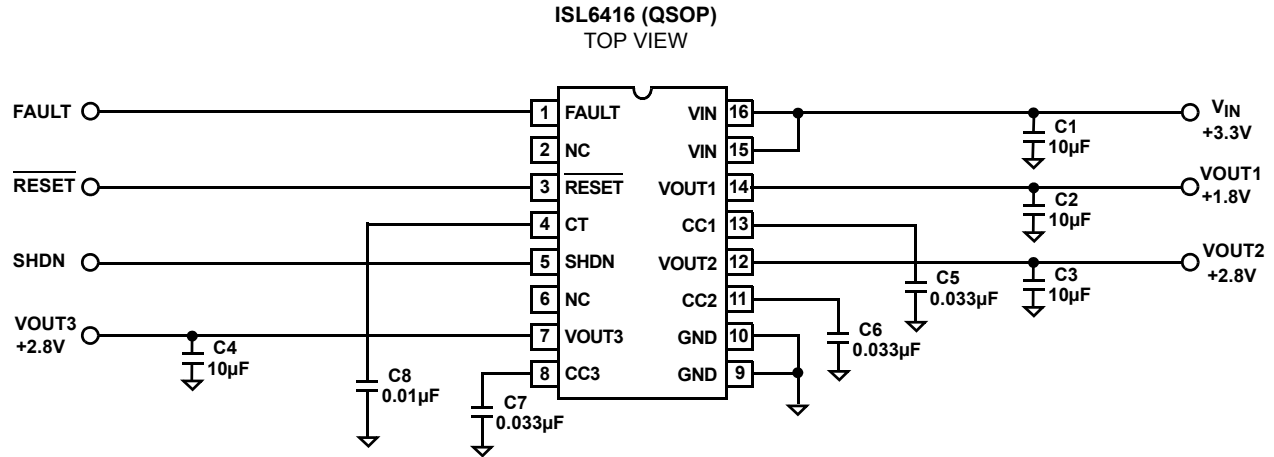 ISL6416 (QSOP)
TOP VIEW
FAULT
1 FAULT
VIN 16
VIN
+3.3V
C1
10µF
2 NC
VIN 15
RESET
3 RESET
VOUT1 14
VOUT1
+1.8V
C2
10µF
4 CT
CC1 13
SHDN
5 SHDN
VOUT2 12
VOUT2
+2.8V
C3
10µF
C5
0.033µF
6 NC
CC2 11
C6
0.033µF
VOUT3
+2.8V
7 VOUT3
GND 10
C4
10µF
8 CC3
GND 9
C8
0.01µF
C7
0.033µF